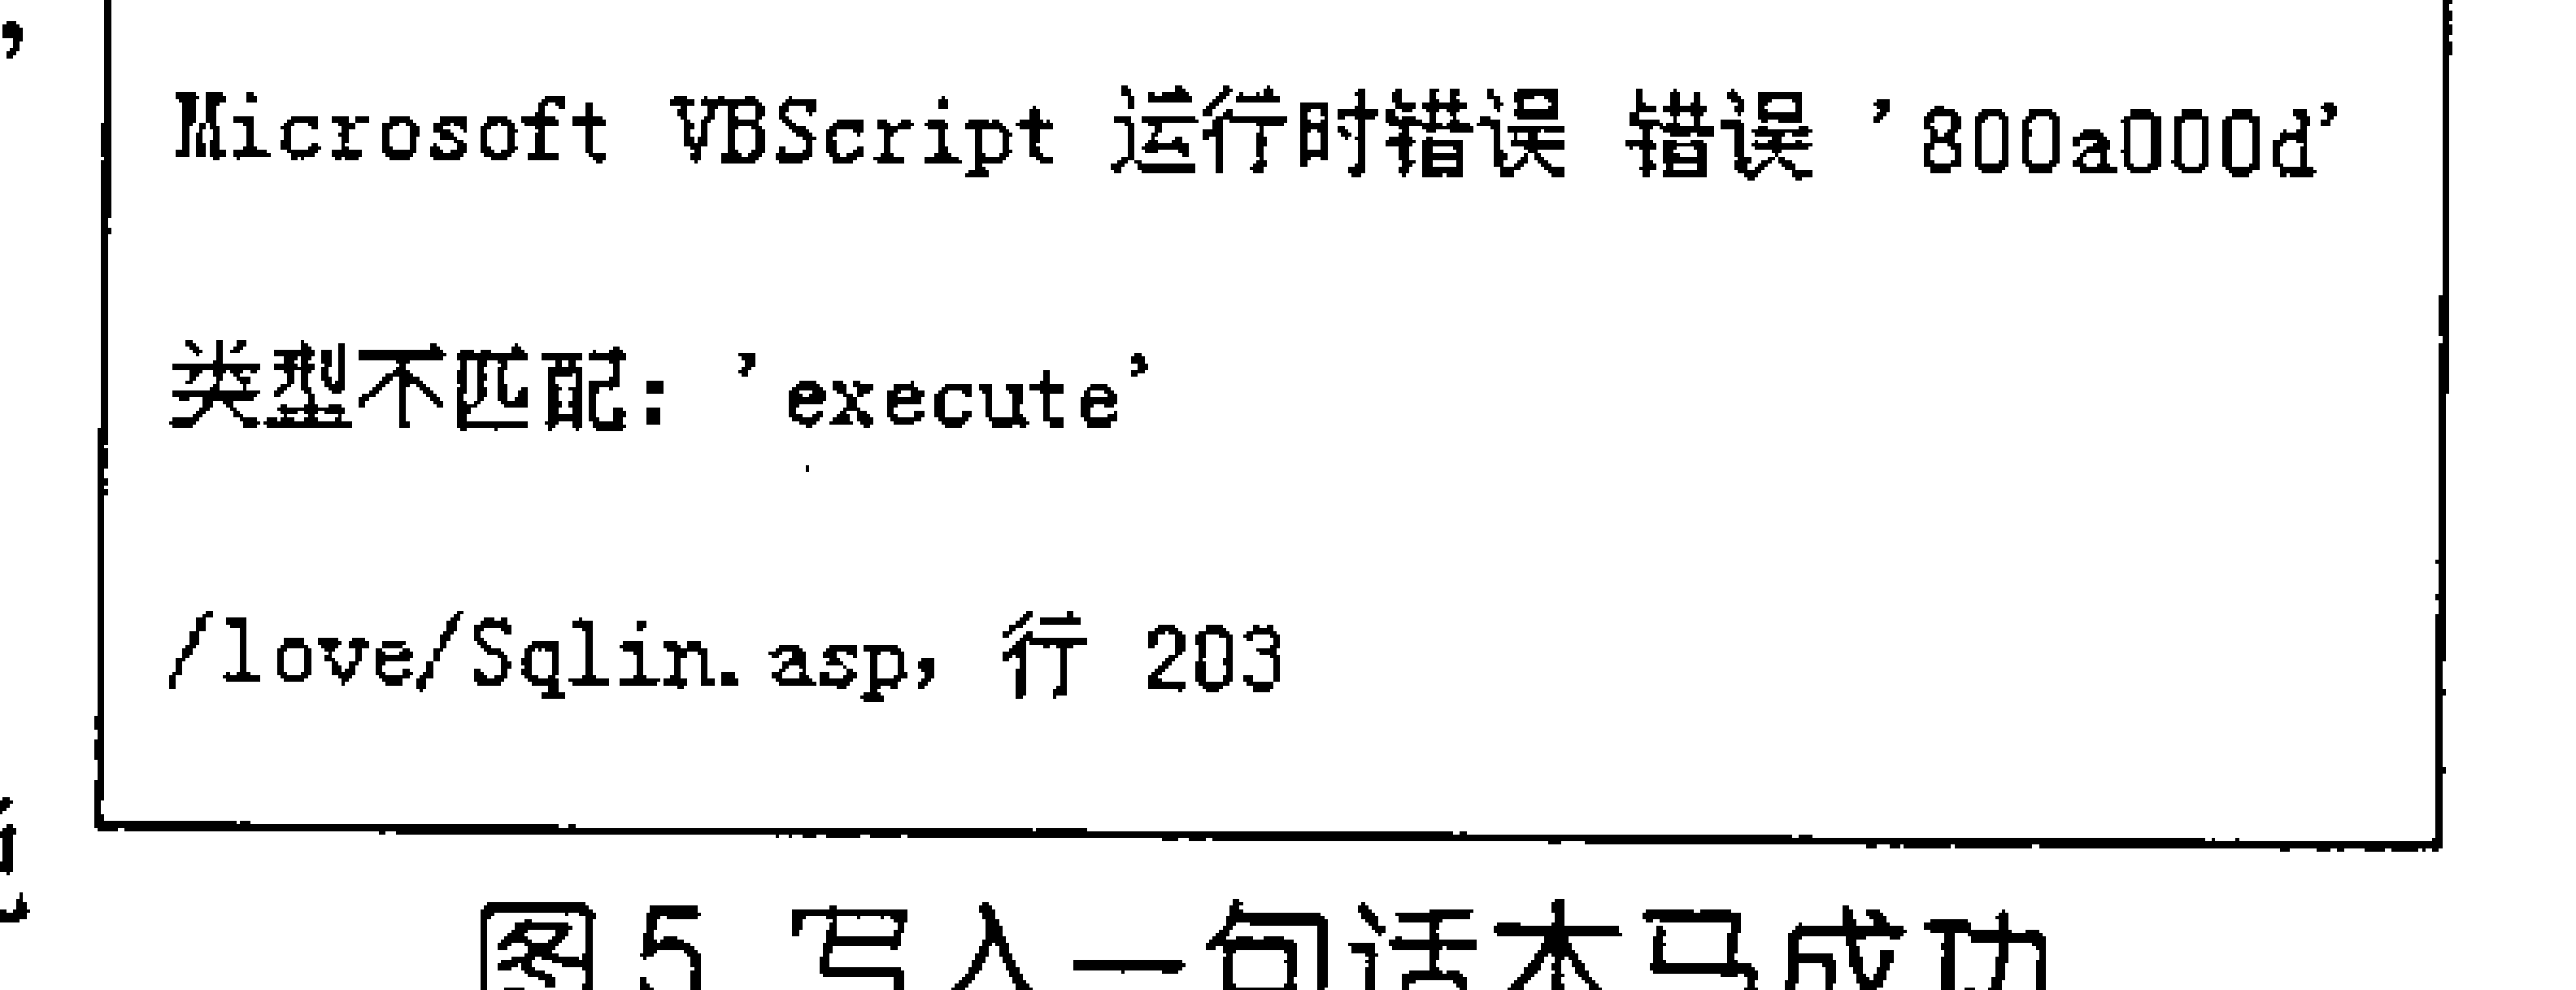 Microsoft VBScript 运行时错误 错误 '800a000d'
类型不匹配: 'execute'
/love/Sqlin.asp, 行 203
图5 写入一句话木马成功